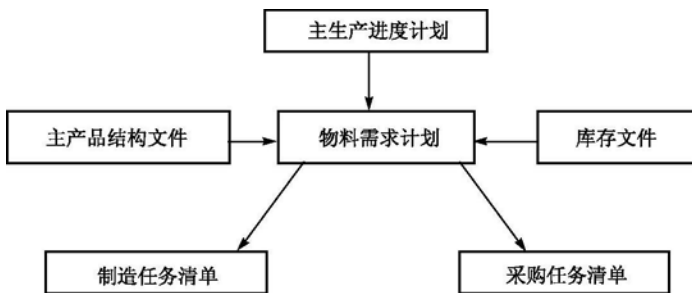 主生产进度计划
主产品结构文件
物料需求计划
库存文件
制造任务清单
采购任务清单